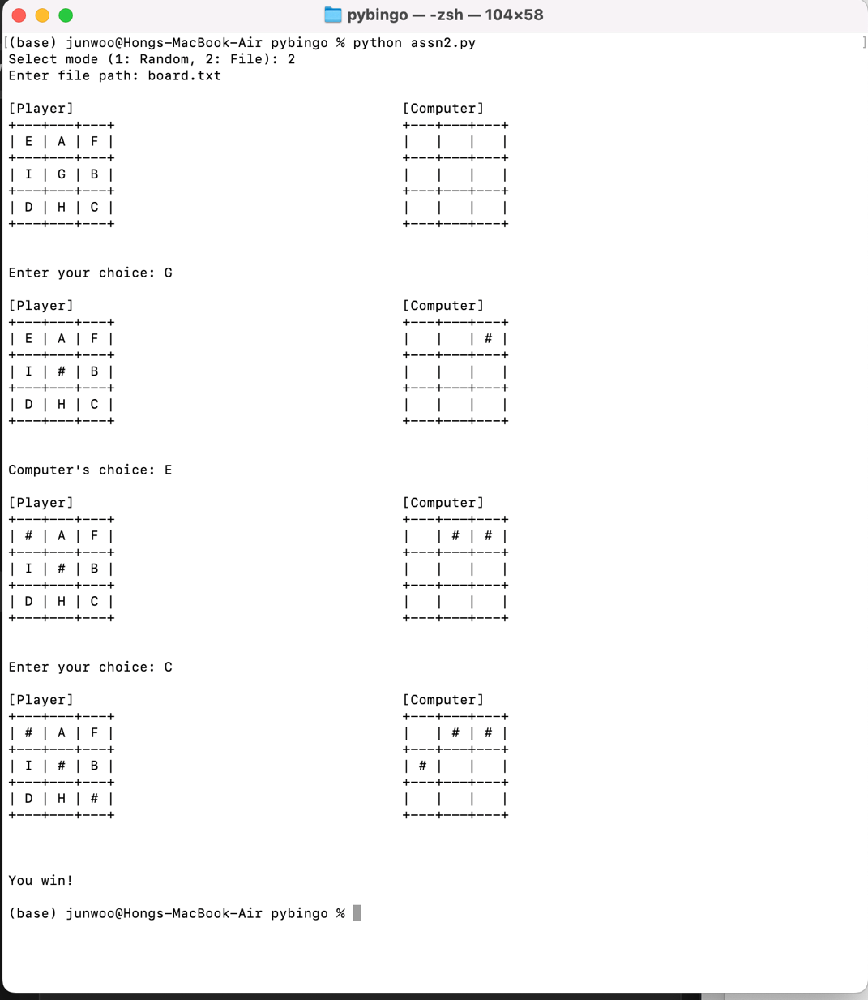 pybingo — -zsh — 104×58
(base) junwoo@Hongs-MacBook-Air pybingo % python assn2.py
Select mode (1: Random, 2: File): 2
Enter file path: board.txt
[Player]                                        [Computer]
+---+---+---+                                   +---+---+---+
| E | A | F |                                   |   |   |   |
+---+---+---+                                   +---+---+---+
| I | G | B |                                   |   |   |   |
+---+---+---+                                   +---+---+---+
| D | H | C |                                   |   |   |   |
+---+---+---+                                   +---+---+---+
Enter your choice: G
[Player]                                        [Computer]
+---+---+---+                                   +---+---+---+
| E | A | F |                                   |   |   | # |
+---+---+---+                                   +---+---+---+
| I | # | B |                                   |   |   |   |
+---+---+---+                                   +---+---+---+
| D | H | C |                                   |   |   |   |
+---+---+---+                                   +---+---+---+
Computer's choice: E
[Player]                                        [Computer]
+---+---+---+                                   +---+---+---+
| # | A | F |                                   |   | # | # |
+---+---+---+                                   +---+---+---+
| I | # | B |                                   |   |   |   |
+---+---+---+                                   +---+---+---+
| D | H | C |                                   |   |   |   |
+---+---+---+                                   +---+---+---+
Enter your choice: C
[Player]                                        [Computer]
+---+---+---+                                   +---+---+---+
| # | A | F |                                   |   | # | # |
+---+---+---+                                   +---+---+---+
| I | # | B |                                   | # |   |   |
+---+---+---+                                   +---+---+---+
| D | H | # |                                   |   |   |   |
+---+---+---+                                   +---+---+---+
You win!
(base) junwoo@Hongs-MacBook-Air pybingo %